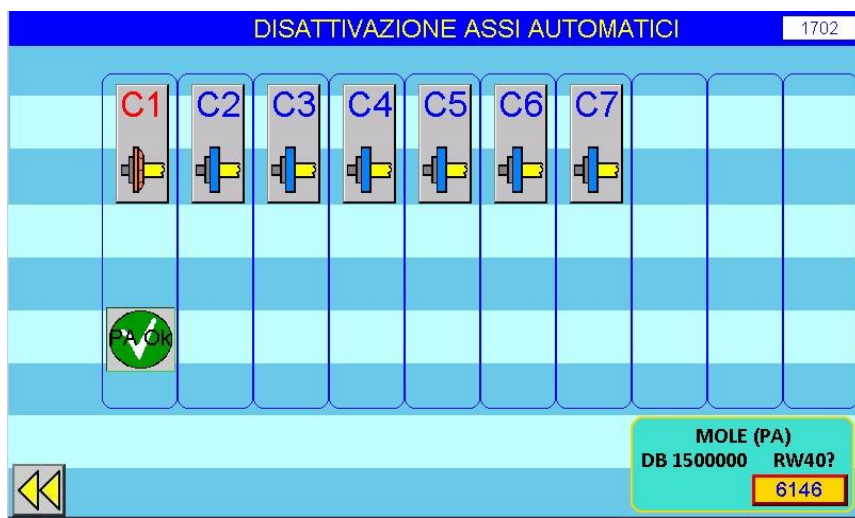 DISATTIVAZIONE ASSI AUTOMATICI
1702
C1 C2 C3 C4 C5 C6 C7
PA Ok
MOLE (PA)
DB 1500000 RW40?
6146